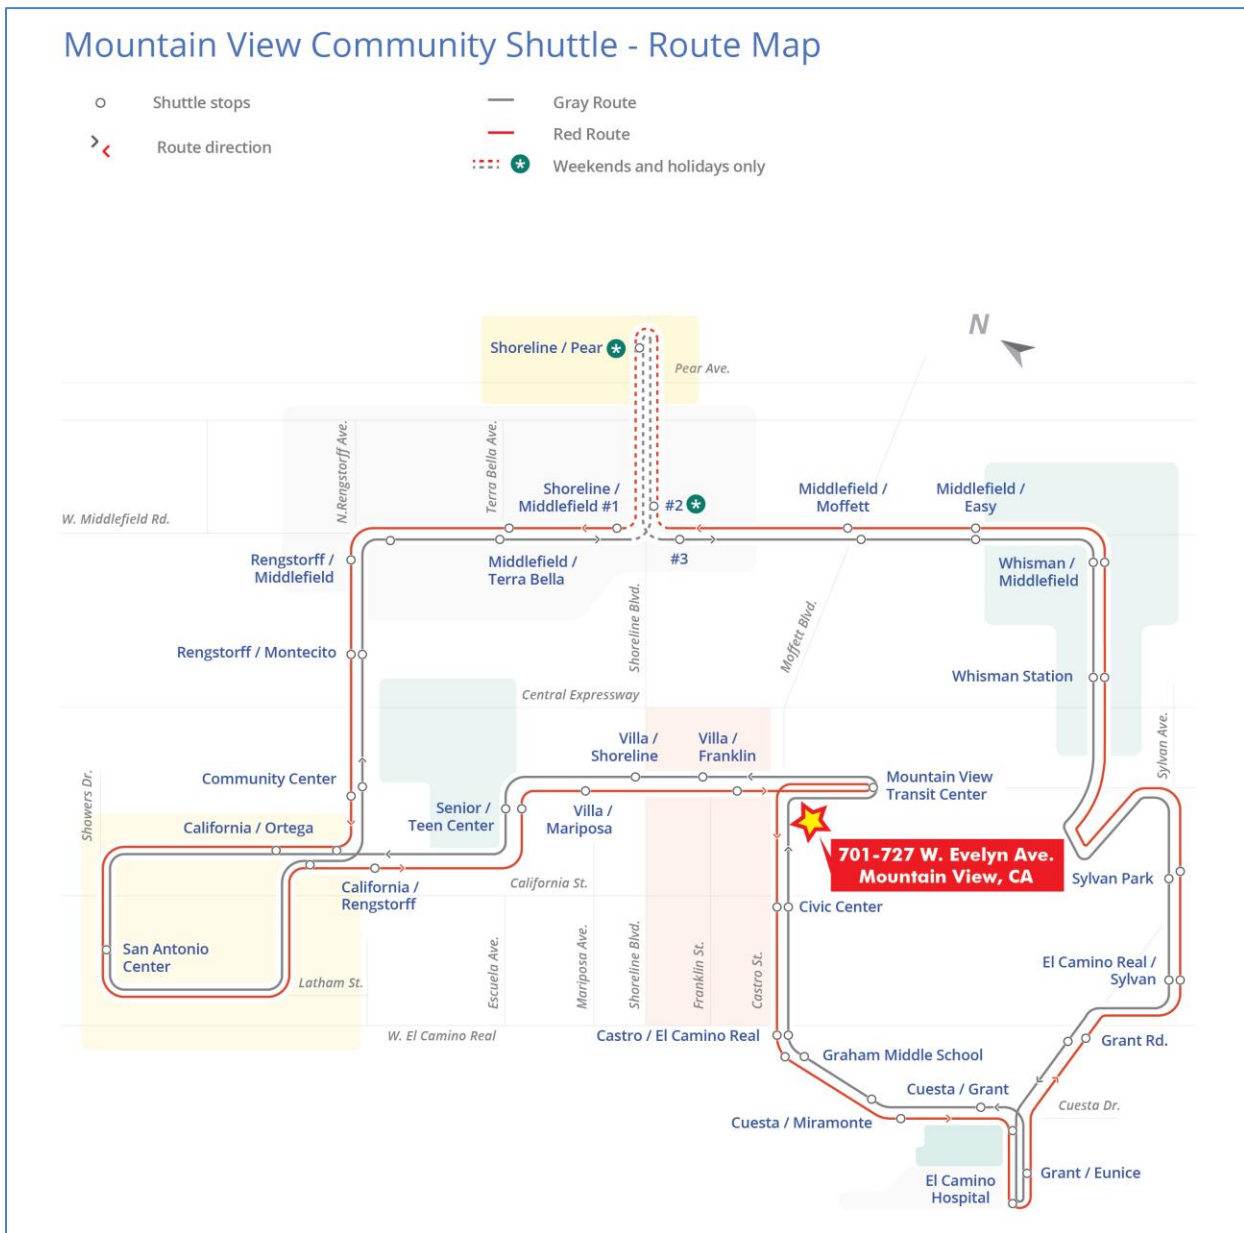 Mountain View Community Shuttle - Route Map
Shuttle stops
Gray Route
Route direction
Red Route
Weekends and holidays only
N
Shoreline / Pear
Pear Ave.
N.Rengstorff Ave.
Terra Bella Ave.
Shoreline /
Middlefield #1
#2
Middlefield /
Moffett
Middlefield /
Easy
W. Middlefield Rd.
Rengstorff /
Middlefield
Middlefield /
Terra Bella
#3
Whisman /
Middlefield
Shoreline Blvd.
Moffett Blvd.
Rengstorff / Montecito
Whisman Station
Central Expressway
Sylvan Ave.
Villa /
Shoreline
Villa /
Franklin
Community Center
Mountain View
Transit Center
Showers Dr.
California / Ortega
Senior /
Teen Center
Villa /
Mariposa
701-727 W. Evelyn Ave.
Mountain View, CA
California /
Rengstorff
California St.
Sylvan Park
Civic Center
San Antonio
Center
Latham St.
Escuela Ave.
Mariposa Ave.
Shoreline Blvd.
Franklin St.
Castro St.
El Camino Real /
Sylvan
W. El Camino Real
Castro / El Camino Real
Grant Rd.
Graham Middle School
Cuesta / Grant
Cuesta Dr.
Cuesta / Miramonte
El Camino
Hospital
Grant / Eunice